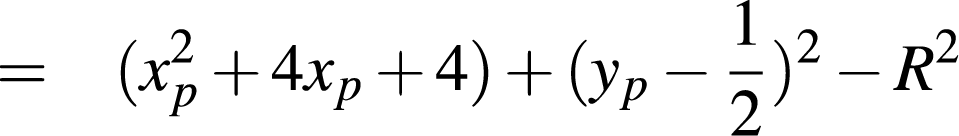 = (x_p^2 + 4x_p + 4) + (y_p − \frac{1}{2})^2 − R^2